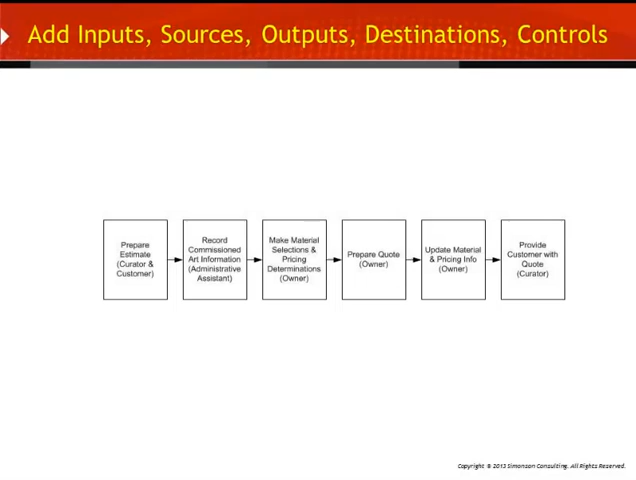 Add Inputs, Sources, Outputs, Destinations, Controls
Prepare
Estimate
(Curator &
Customer)
Record
Commissioned
Art Information
(Administrative
Assistant)
Make Material
Selections &
Pricing
Determinations
(Owner)
Prepare Quote
(Owner)
Update Material
& Pricing Info
(Owner)
Provide
Customer with
Quote
(Curator)
Copyright © 2013 Simonson Consulting. All Rights Reserved.